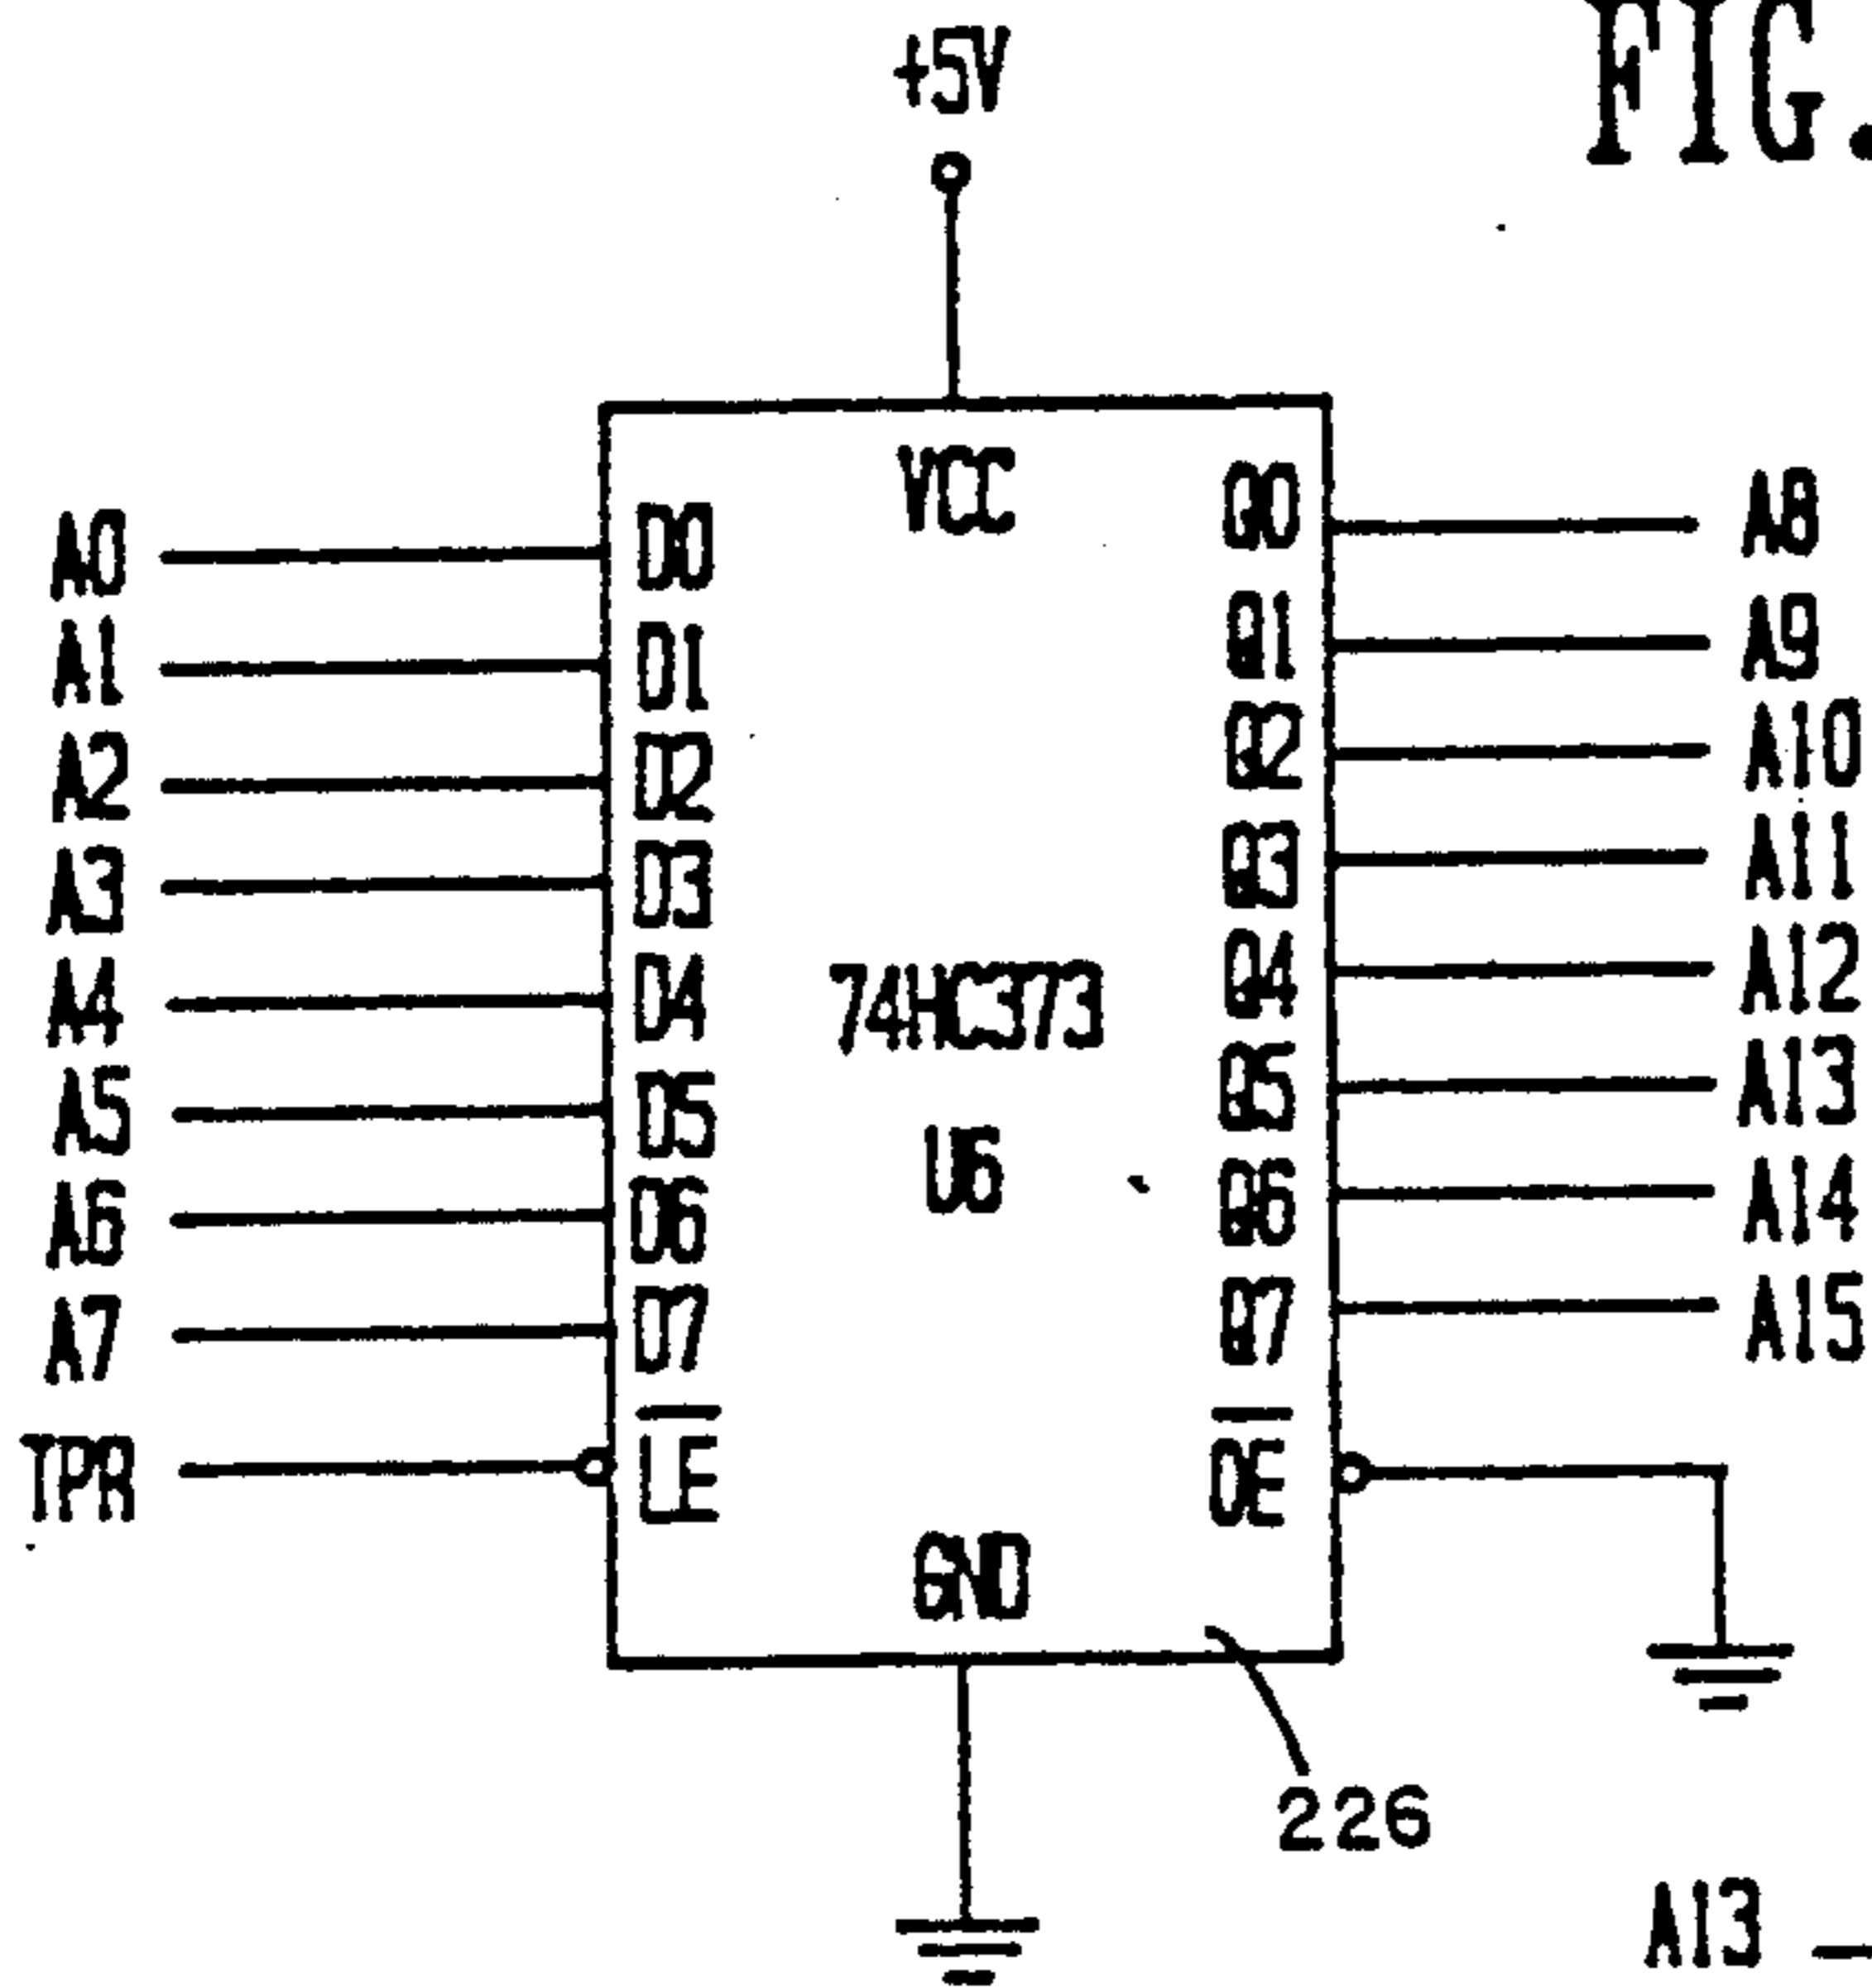 FIG.
+5V
VCC
A0 D0 Q0 A8
A1 D1 Q1 A9
A2 D2 Q2 A10
A3 D3 Q3 A11
A4 D4 74HC373 Q4 A12
A5 D5 Q5 A13
U6
A6 D6 Q6 A14
A7 D7 Q7 A15
TPR LE OE
GND
226
A13